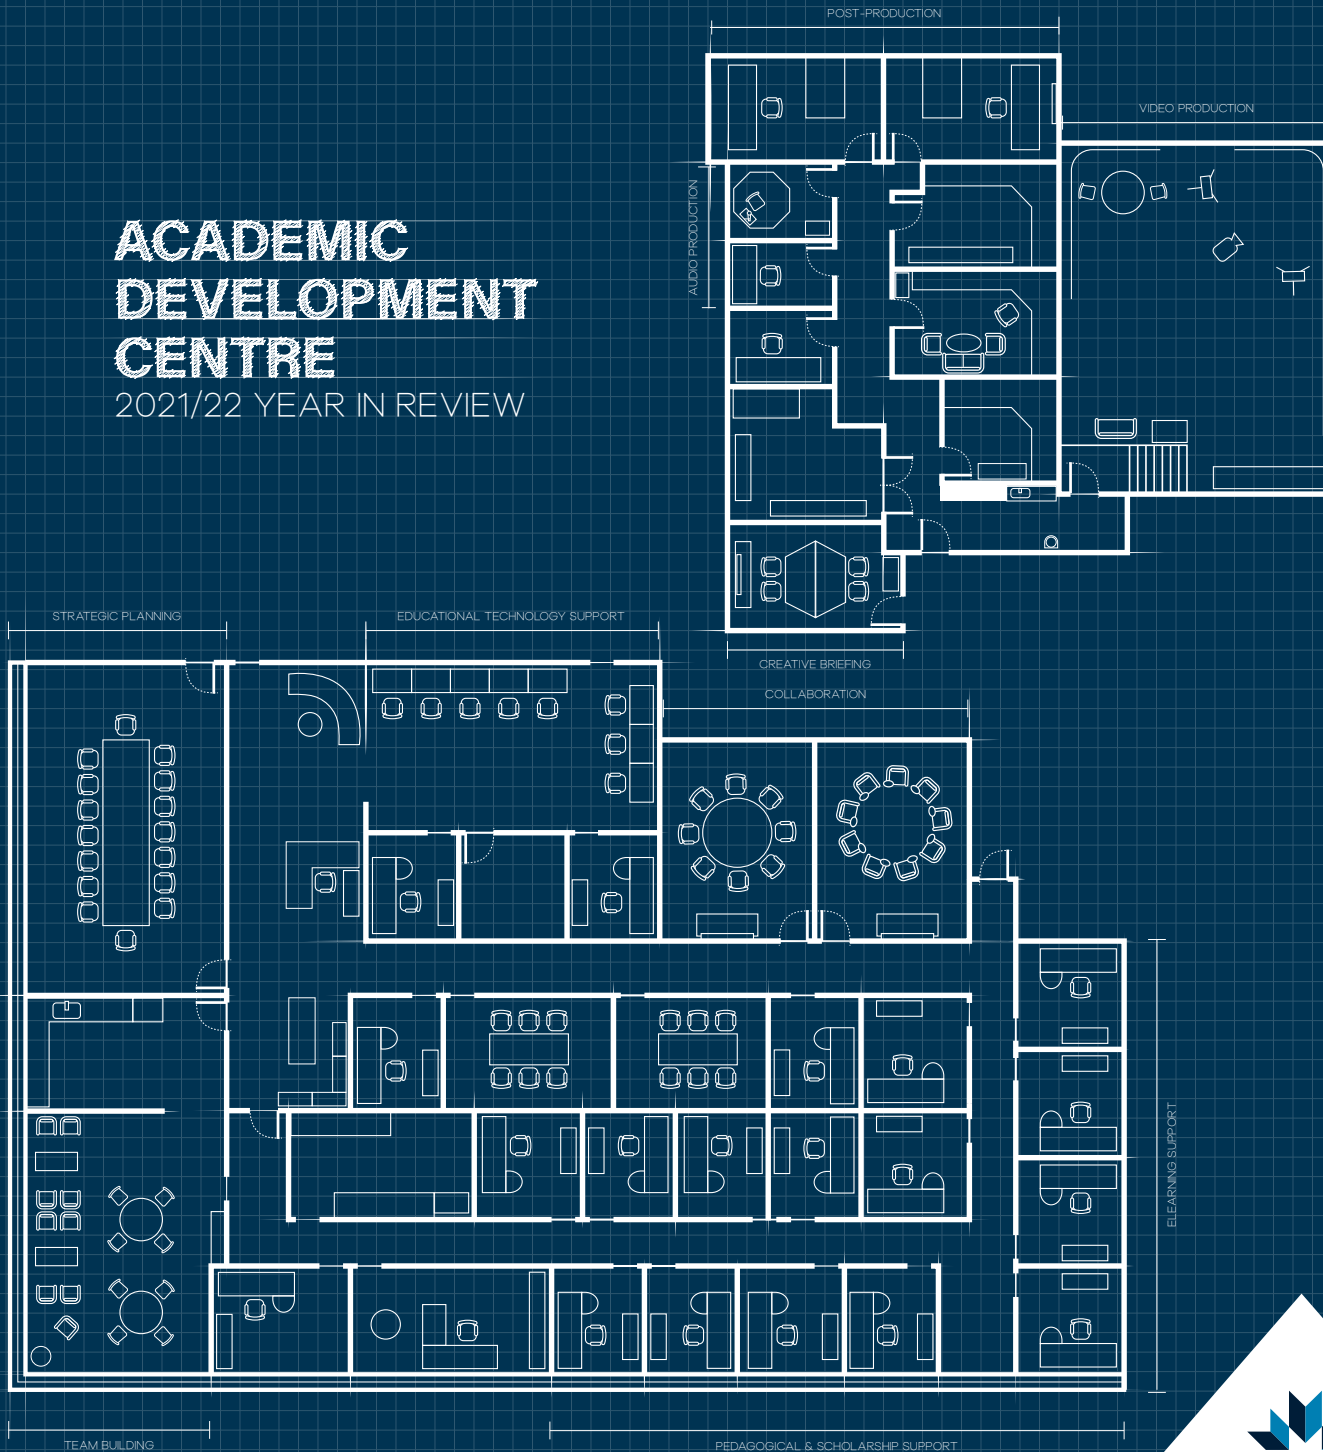 POST-PRODUCTION
VIDEO PRODUCTION
AUDIO PRODUCTION
ACADEMIC
DEVELOPMENT
CENTRE
2021/22 YEAR IN REVIEW
STRATEGIC PLANNING
EDUCATIONAL TECHNOLOGY SUPPORT
CREATIVE BRIEFING
COLLABORATION
ELEARNING SUPPORT
TEAM BUILDING
PEDAGOGICAL & SCHOLARSHIP SUPPORT